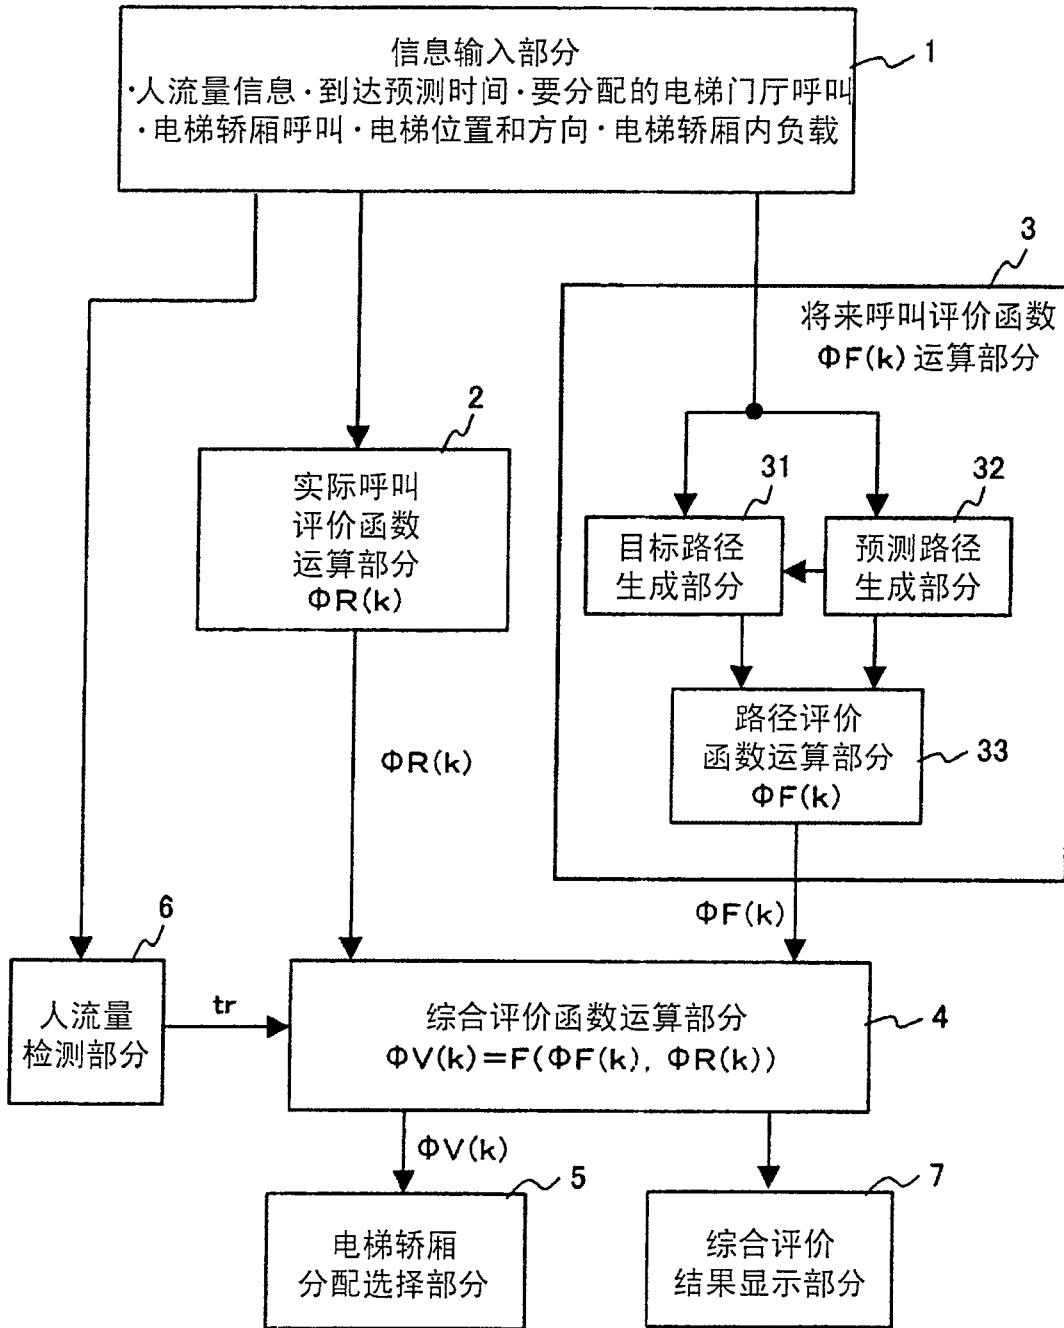 信息输入部分
·人流量信息·到达预测时间·要分配的电梯门厅呼叫
·电梯轿厢呼叫·电梯位置和方向·电梯轿厢内负载
1
3
将来呼叫评价函数
ΦF(k)运算部分
2
实际呼叫
评价函数
运算部分
ΦR(k)
31
目标路径
生成部分
32
预测路径
生成部分
路径评价
函数运算部分
ΦF(k)
33
ΦR(k)
ΦF(k)
6
人流量
检测部分
tr
综合评价函数运算部分
ΦV(k)=F(ΦF(k), ΦR(k))
4
ΦV(k)
5
电梯轿厢
分配选择部分
7
综合评价
结果显示部分